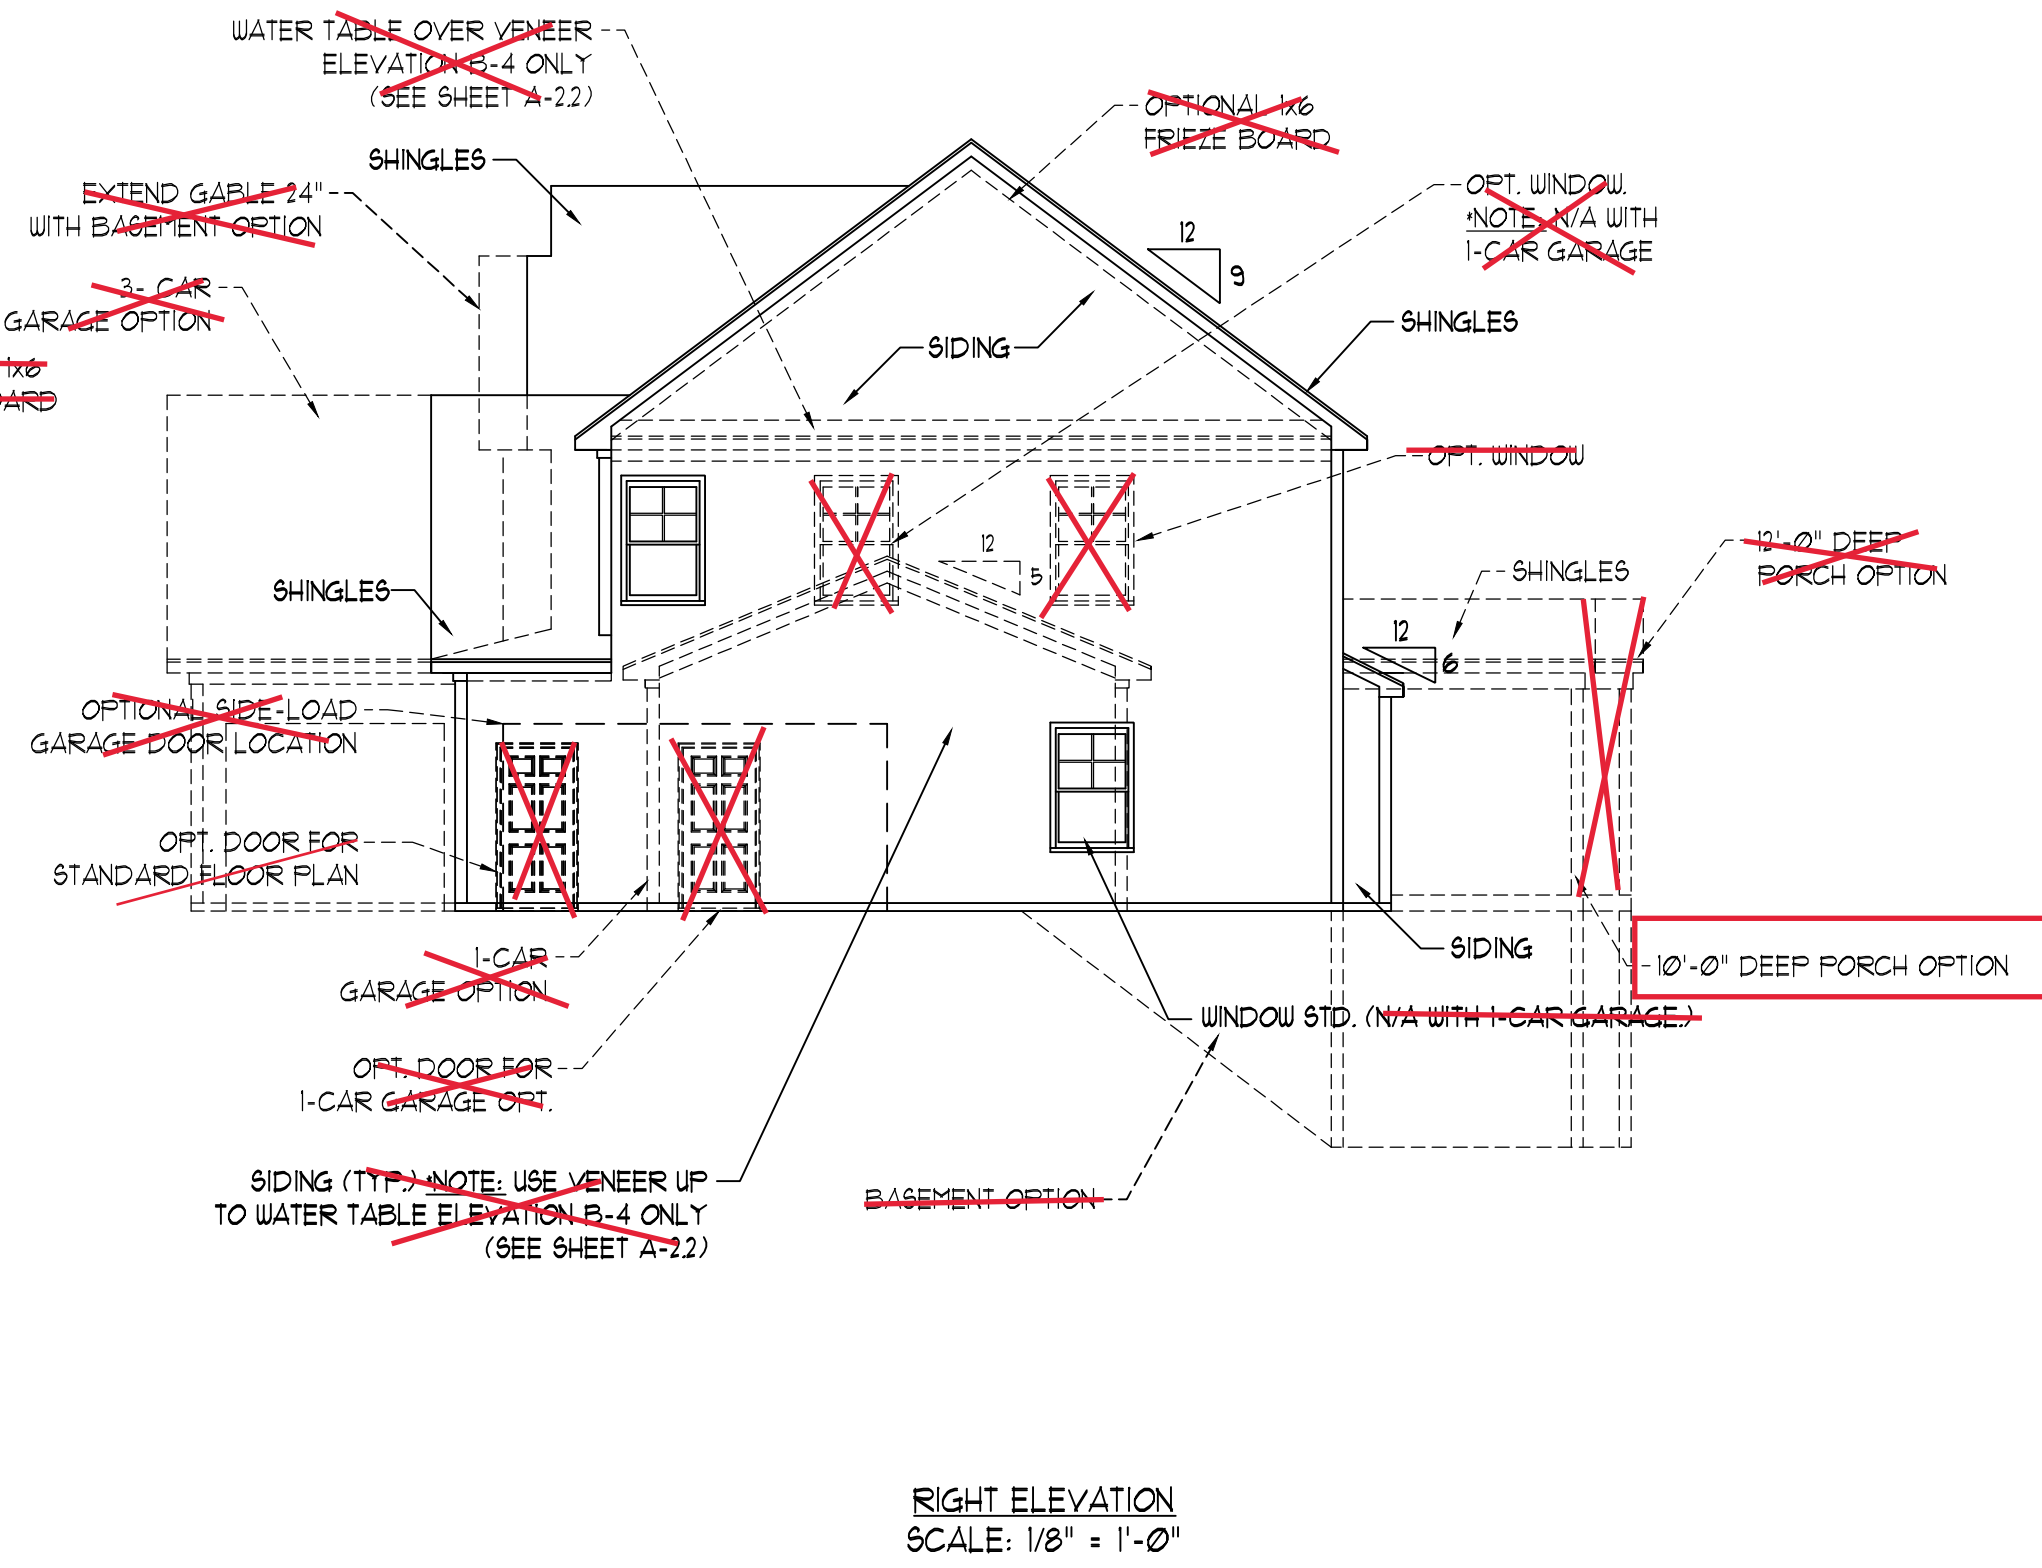 WATER TABLE OVER VENEER
ELEVATION B-4 ONLY
(SEE SHEET A-2.2)
OPTIONAL 1x6
FRIEZE BOARD
SHINGLES
EXTEND GABLE 24"
WITH BASEMENT OPTION
OPT. WINDOW.
*NOTE: N/A WITH
1-CAR GARAGE
12
9
3- CAR
GARAGE OPTION
SHINGLES
SIDING
1x6
ARD
OPT. WINDOW
12
5
12'-0" DEEP
PORCH OPTION
SHINGLES
SHINGLES
12
6
OPTIONAL SIDE-LOAD
GARAGE DOOR LOCATION
OPT. DOOR FOR
STANDARD FLOOR PLAN
SIDING
1-CAR
GARAGE OPTION
10'-0" DEEP PORCH OPTION
WINDOW STD. (N/A WITH 1-CAR GARAGE.)
OPT. DOOR FOR
1-CAR GARAGE OPT.
SIDING (TYP.) *NOTE: USE VENEER UP
TO WATER TABLE ELEVATION B-4 ONLY
(SEE SHEET A-2.2)
BASEMENT OPTION
RIGHT ELEVATION
SCALE: 1/8" = 1'-0"